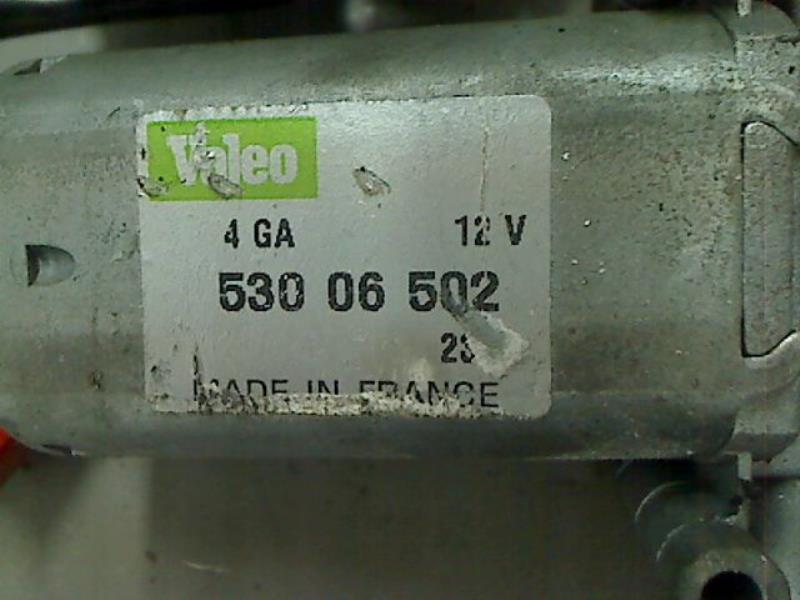 Valeo
4 GA 12 V
530 06 502
MADE IN FRANCE